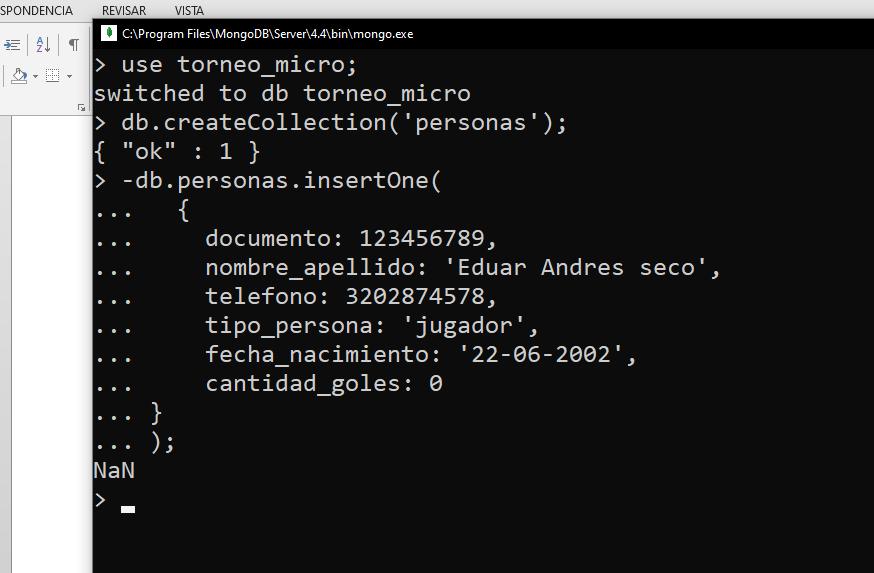 SPONDENCIA REVISAR VISTA
C:\Program Files\MongoDB\Server\4.4\bin\mongo.exe
> use torneo_micro;
switched to db torneo_micro
> db.createCollection('personas');
{ "ok" : 1 }
> -db.personas.insertOne(
...   {
...     documento: 123456789,
...     nombre_apellido: 'Eduar Andres seco',
...     telefono: 3202874578,
...     tipo_persona: 'jugador',
...     fecha_nacimiento: '22-06-2002',
...     cantidad_goles: 0
... }
... );
NaN
>